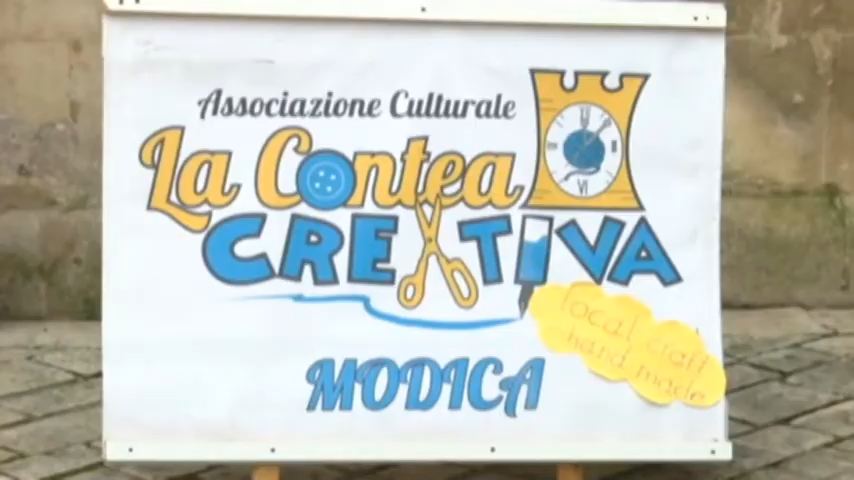 Associazione Culturale
La Contea
CREATIVA
MODICA
local craft
hand made